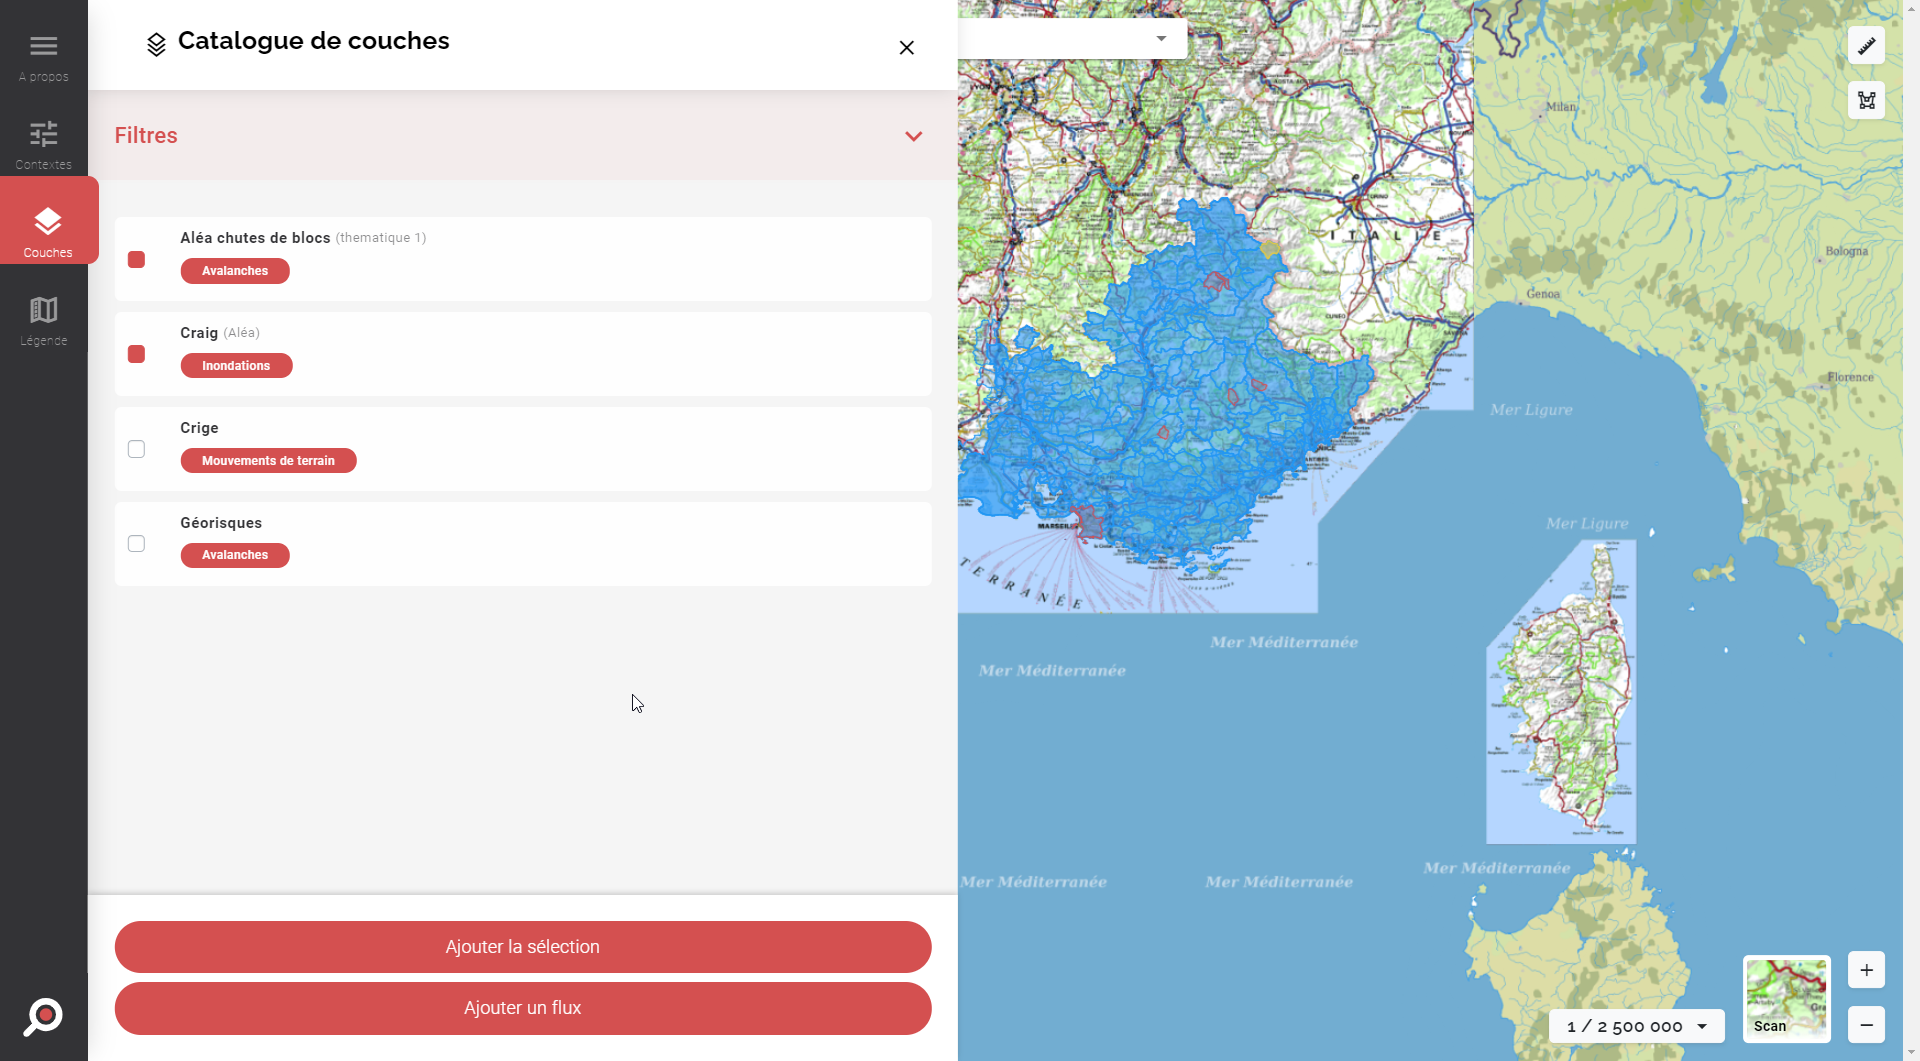 A propos
Contextes
Couches
Légende
Catalogue de couches
Filtres
Aléa chutes de blocs (thematique 1)
Avalanches
Craig (Aléa)
Inondations
Crige
Mouvements de terrain
Géorisques
Avalanches
Ajouter la sélection
Ajouter un flux
Milan
Bologna
Genoa
Florence
ITALIE
CUNEO
NICE
MARSEILLE
TERRANÉE
Mer Ligure
Mer Ligure
Mer Méditerranée
Mer Méditerranée
Mer Méditerranée
Mer Méditerranée
Mer Méditerranée
1 / 2 500 000
Scan